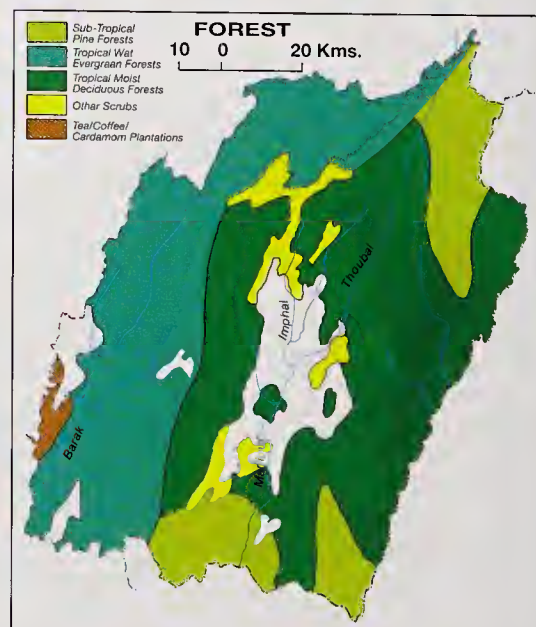 FOREST
10 0 20 Kms.
Sub-Tropical
Pine Forests
Tropical Wat
Evergraan Forests
Tropical Moist
Deciduous Forests
Other Scrubs
Tea/Coffee/
Cardamom Plantations
Thoubal
Imphal
Barak